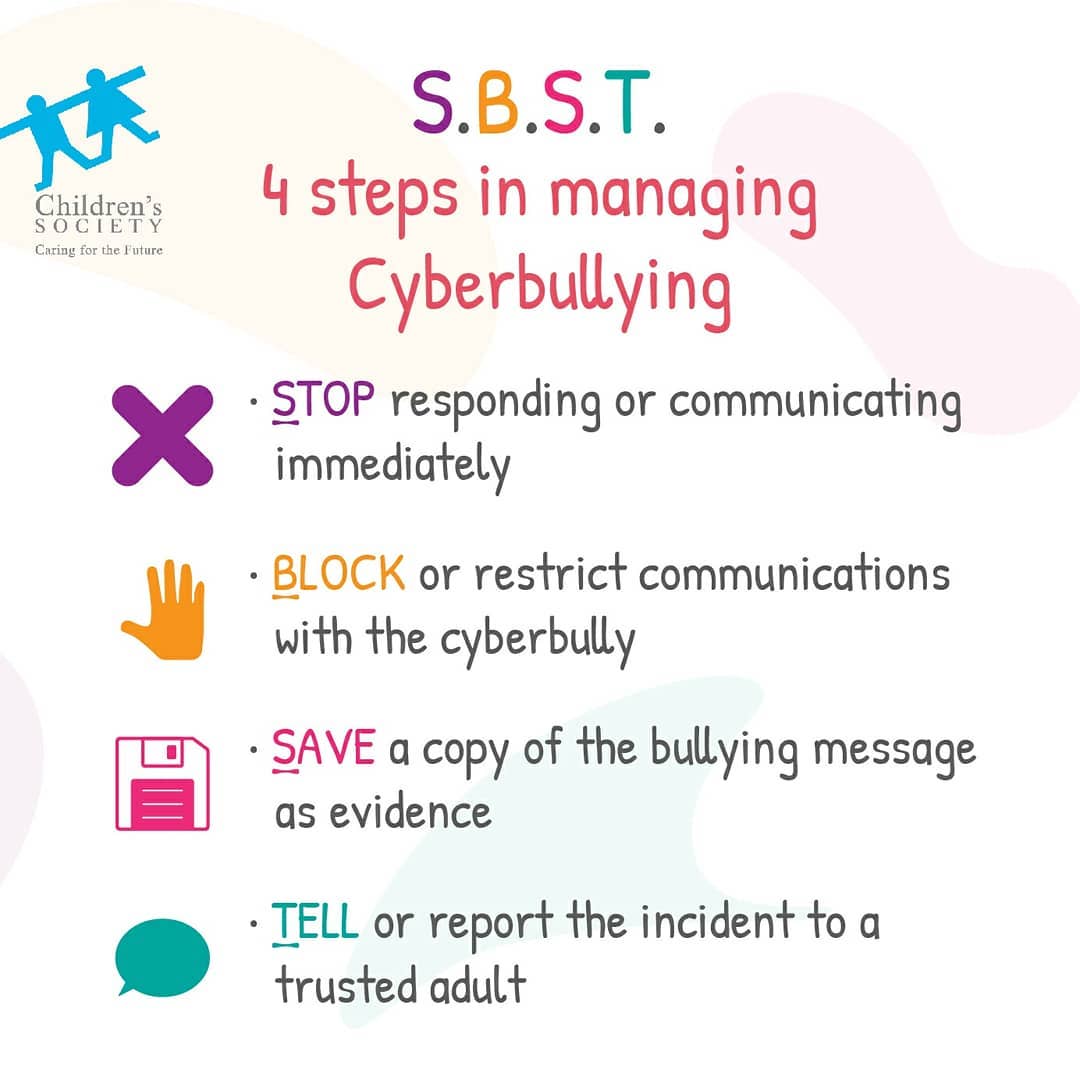 Children's
SOCIETY
Caring for the Future
S.B.S.T.
4 steps in managing
Cyberbullying
· STOP responding or communicating
immediately
· BLOCK or restrict communications
with the cyberbully
· SAVE a copy of the bullying message
as evidence
· TELL or report the incident to a
trusted adult